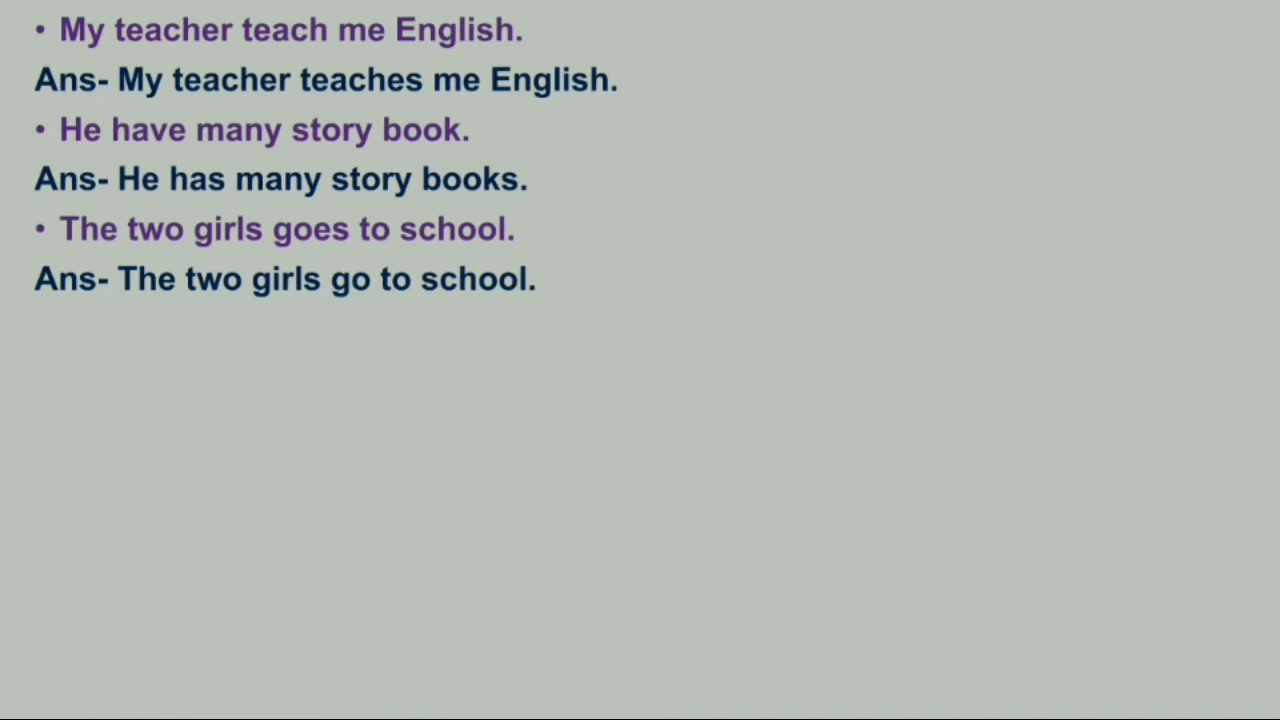 • My teacher teach me English.
Ans- My teacher teaches me English.
• He have many story book.
Ans- He has many story books.
• The two girls goes to school.
Ans- The two girls go to school.